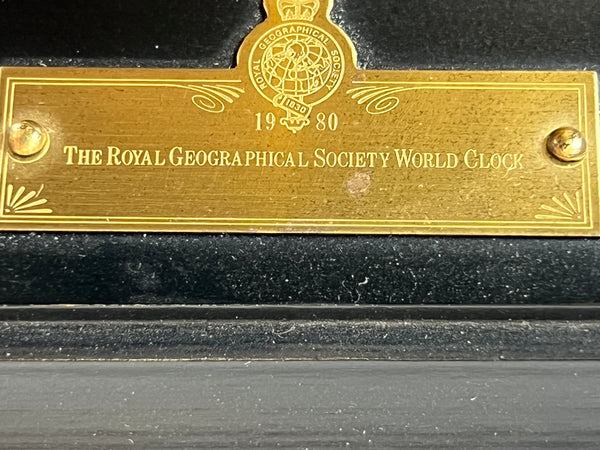 ROYAL GEOGRAPHICAL SOCIETY
1830
19 80
THE ROYAL GEOGRAPHICAL SOCIETY WORLD CLOCK